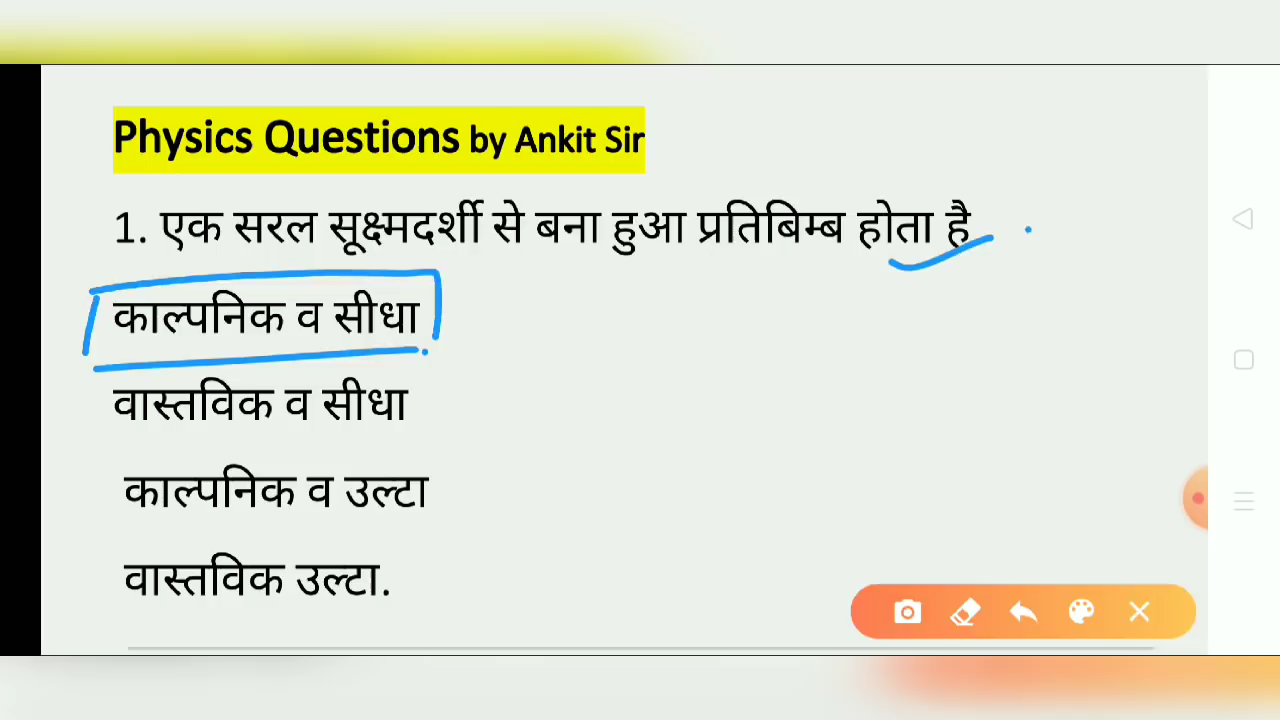 Physics Questions by Ankit Sir
1. एक सरल सूक्ष्मदर्शी से बना हुआ प्रतिबिम्ब होता है
काल्पनिक व सीधा
वास्तविक व सीधा
काल्पनिक व उल्टा
वास्तविक उल्टा.